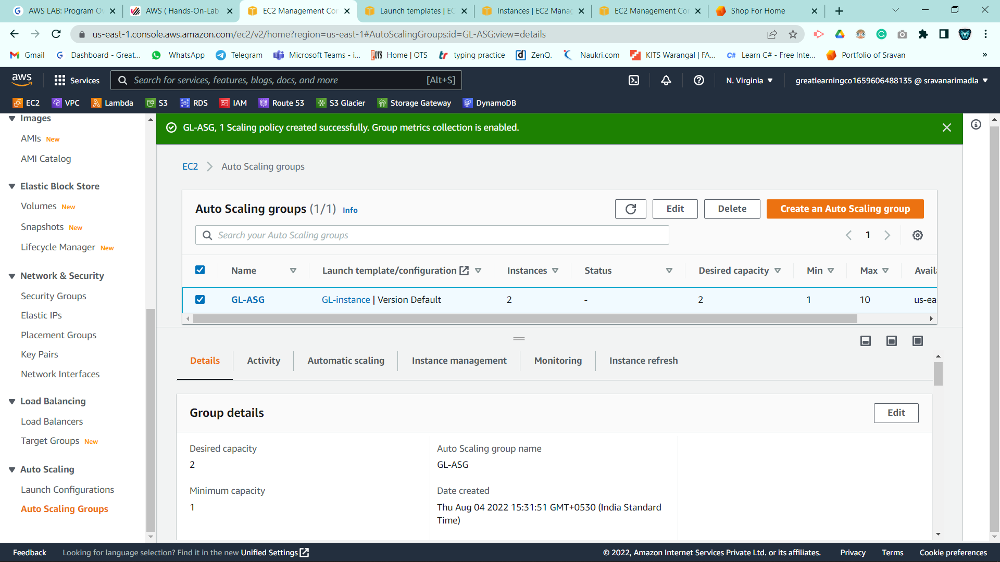 AWS LAB: Program O
AWS ( Hands-On-Lab
EC2 Management Co
Launch templates | EC
Instances | EC2 Mana
EC2 Management Co
Shop For Home
us-east-1.console.aws.amazon.com/ec2/v2/home?region=us-east-1#AutoScalingGroups:id=GL-ASG;view=details
Gmail
Dashboard - Great...
WhatsApp
Telegram
Microsoft Teams - i...
OTS Home | OTS
tr typing practice
d ZenQ.
Naukri.com
KITS Warangal | FA...
C# Learn C# - Free Inte...
Portfolio of Sravan
»
aws
Services
Search for services, features, blogs, docs, and more [Alt+S]
N. Virginia
greatlearningco1659606488135 @ sravanarimadla
EC2
VPC
Lambda
S3
RDS
IAM
Route 53
S3 Glacier
Storage Gateway
DynamoDB
Images
AMIs New
AMI Catalog
Elastic Block Store
Volumes New
Snapshots New
Lifecycle Manager New
Network & Security
Security Groups
Elastic IPs
Placement Groups
Key Pairs
Network Interfaces
Load Balancing
Load Balancers
Target Groups New
Auto Scaling
Launch Configurations
Auto Scaling Groups
GL-ASG, 1 Scaling policy created successfully. Group metrics collection is enabled.
EC2 > Auto Scaling groups
Auto Scaling groups (1/1) Info
Edit
Delete
Create an Auto Scaling group
Search your Auto Scaling groups
1
Name
Launch template/configuration
Instances
Status
Desired capacity
Min
Max
Avail
GL-ASG
GL-instance | Version Default
2
-
2
1
10
us-ea
Details
Activity
Automatic scaling
Instance management
Monitoring
Instance refresh
Group details
Edit
Desired capacity
2
Minimum capacity
1
Auto Scaling group name
GL-ASG
Date created
Thu Aug 04 2022 15:31:51 GMT+0530 (India Standard
Time)
Feedback
Looking for language selection? Find it in the new Unified Settings
© 2022, Amazon Internet Services Private Ltd. or its affiliates.
Privacy
Terms
Cookie preferences